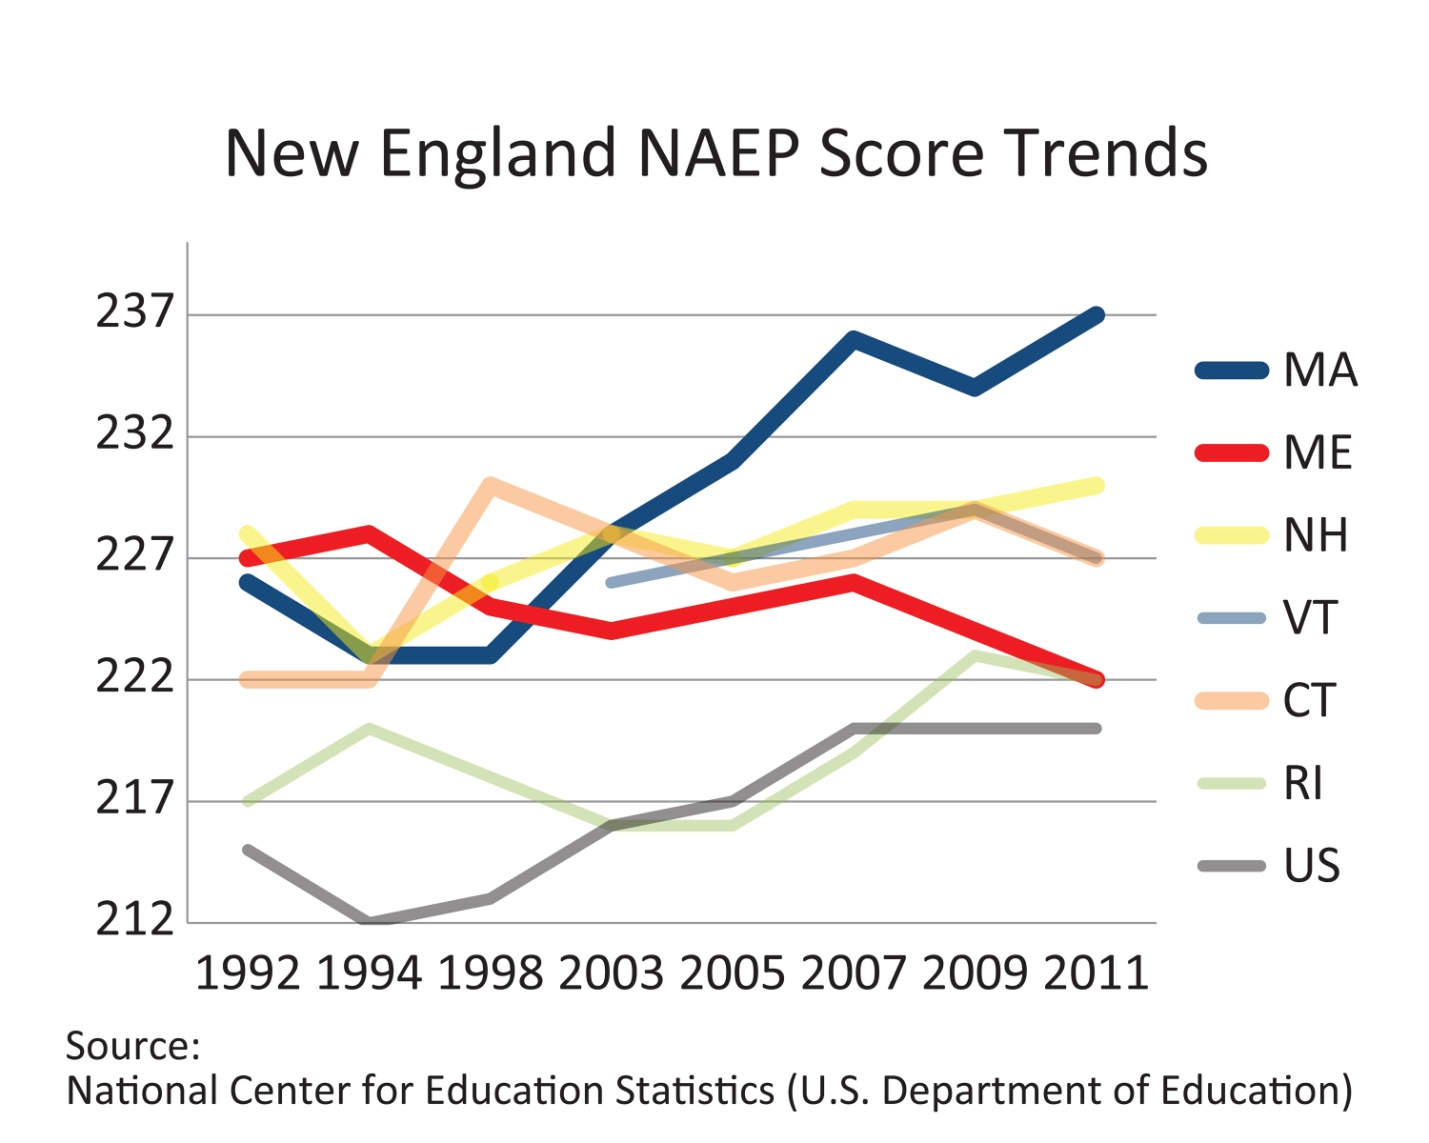 New England NAEP Score Trends
237
232
227
222
217
212
1992 1994 1998 2003 2005 2007 2009 2011
MA
ME
NH
VT
CT
RI
US
Source:
National Center for Education Statistics (U.S. Department of Education)